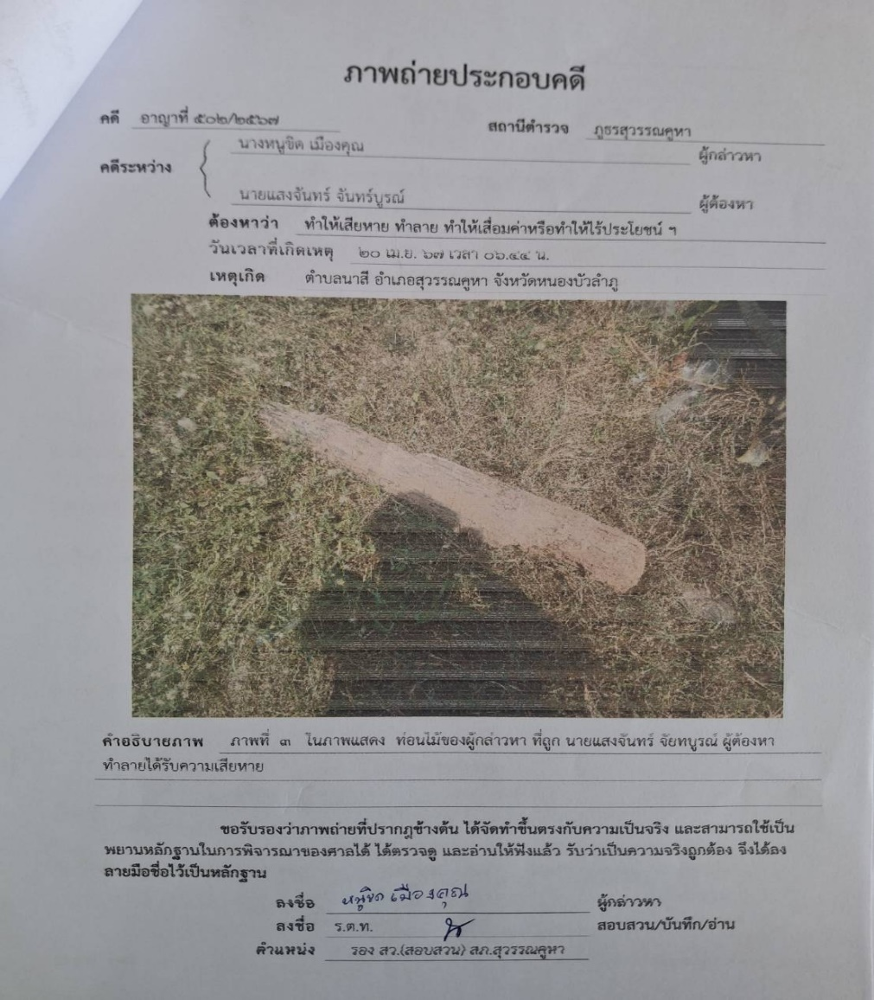 ภาพถ่ายประกอบคดี
คดี อาญาที่ ๕๐๒/๒๕๖๗ สถานีตำรวจ ภูธรสุวรรณคูหา
นางหนูขิด เมืองคุณ ผู้กล่าวหา
คดีระหว่าง
นายแสงจันทร์ จันทร์บูรณ์ ผู้ต้องหา
ต้องหาว่า ทำให้เสียหาย ทำลาย ทำให้เสื่อมค่าหรือทำให้ไร้ประโยชน์ ฯ
วันเวลาที่เกิดเหตุ ๒๐ เม.ย. ๖๗ เวลา ๐๖.๔๔ น.
เหตุเกิด ตำบลนาสี อำเภอสุวรรณคูหา จังหวัดหนองบัวลำภู
คำอธิบายภาพ ภาพที่ ๓ ในภาพแสดง ท่อนไม้ของผู้กล่าวหา ที่ถูก นายแสงจันทร์ จัยทบูรณ์ ผู้ต้องหา
ทำลายได้รับความเสียหาย
ขอรับรองว่าภาพถ่ายที่ปรากฎข้างต้น ได้จัดทำขึ้นตรงกับความเป็นจริง และสามารถใช้เป็น
พยานหลักฐานในการพิจารณาของศาลได้ ได้ตรวจดู และอ่านให้ฟังแล้ว รับว่าเป็นความจริงถูกต้อง จึงได้ลง
ลายมือชื่อไว้เป็นหลักฐาน
ลงชื่อ หนูขิด เมืองคุณ ผู้กล่าวหา
ลงชื่อ ร.ต.ท. สอบสวน/บันทึก/อ่าน
ตำแหน่ง รอง สว.(สอบสวน) สภ.สุวรรณคูหา